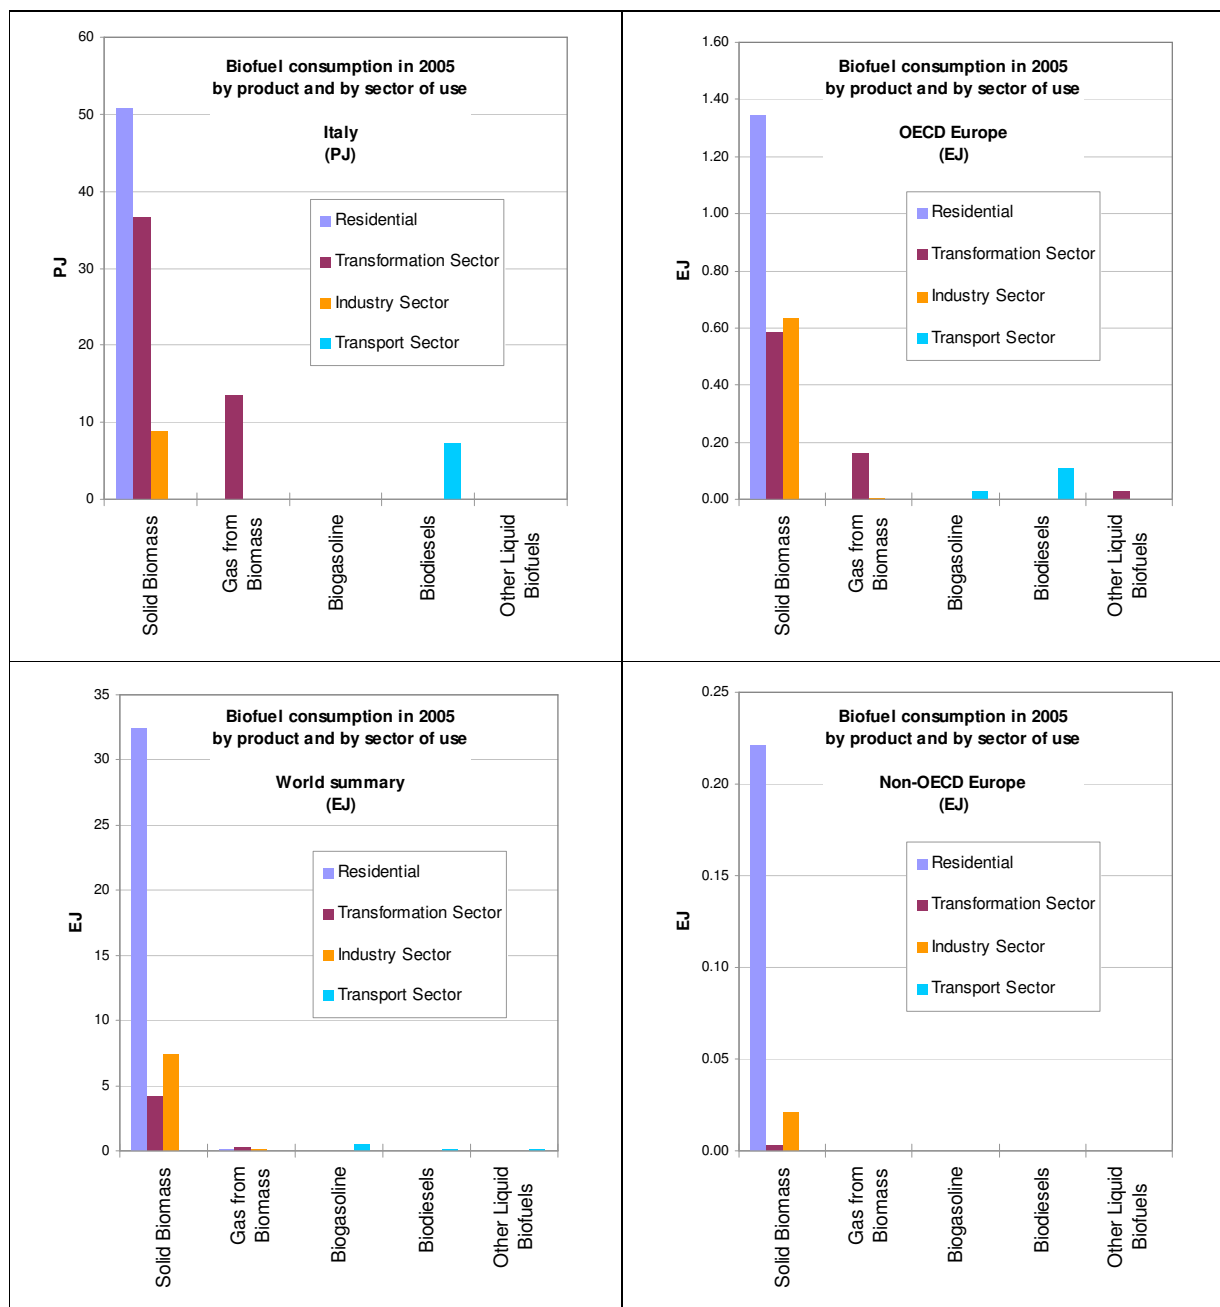 Biofuel consumption in 2005
by product and by sector of use
Italy
(PJ)
PJ
60
50
40
30
20
10
0
Residential
Transformation Sector
Industry Sector
Transport Sector
Solid Biomass
Gas from
Biomass
Biogasoline
Biodiesels
Other Liquid
Biofuels
Biofuel consumption in 2005
by product and by sector of use
OECD Europe
(EJ)
EJ
1.60
1.40
1.20
1.00
0.80
0.60
0.40
0.20
0.00
Residential
Transformation Sector
Industry Sector
Transport Sector
Solid Biomass
Gas from
Biomass
Biogasoline
Biodiesels
Other Liquid
Biofuels
Biofuel consumption in 2005
by product and by sector of use
World summary
(EJ)
EJ
35
30
25
20
15
10
5
0
Residential
Transformation Sector
Industry Sector
Transport Sector
Solid Biomass
Gas from
Biomass
Biogasoline
Biodiesels
Other Liquid
Biofuels
Biofuel consumption in 2005
by product and by sector of use
Non-OECD Europe
(EJ)
EJ
0.25
0.20
0.15
0.10
0.05
0.00
Residential
Transformation Sector
Industry Sector
Transport Sector
Solid Biomass
Gas from
Biomass
Biogasoline
Biodiesels
Other Liquid
Biofuels